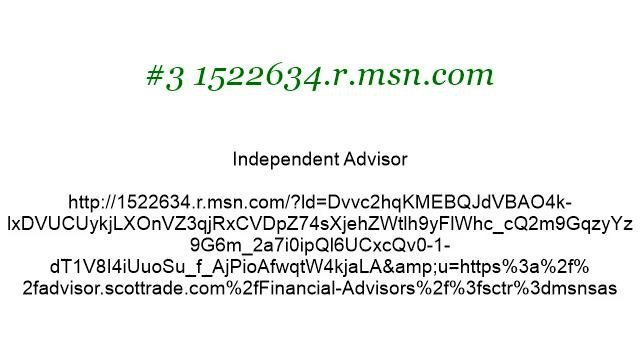 #3 1522634.r.msn.com
Independent Advisor
http://1522634.r.msn.com/?ld=Dvvc2hqKMEBQJdVBAO4k-
lxDVUCUykjLXOnVZ3qjRxCVDpZ74sXjehZWtlh9yFlWhc_cQ2m9GqzyYz
9G6m_2a7i0ipQl6UCxcQv0-1-
dT1V8I4iUuoSu_f_AjPioAfwqtW4kjaLA&amp;u=https%3a%2f%
2fadvisor.scottrade.com%2fFinancial-Advisors%2f%3fsctr%3dmsnsas